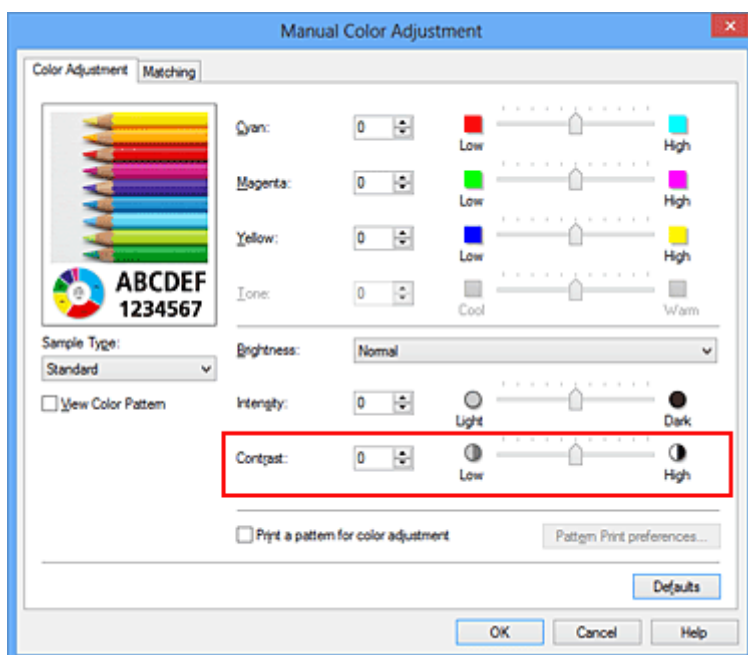 Manual Color Adjustment
Color Adjustment Matching
Cyan: 0 Low High
Magenta: 0 Low High
Yellow: 0 Low High
Tone: 0 Cool Warm
ABCDEF
1234567
Sample Type:
Standard
View Color Pattern
Brightness: Normal
Intensity: 0 Light Dark
Contrast: 0 Low High
Print a pattern for color adjustment Pattern Print preferences...
Defaults
OK Cancel Help